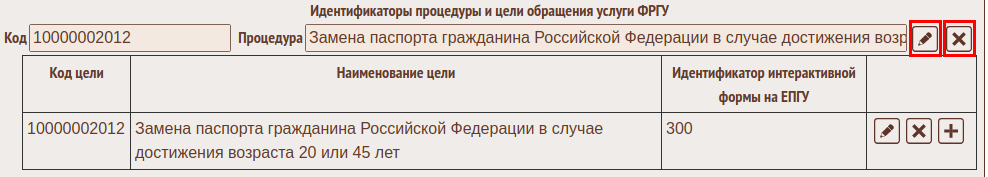 Идентификаторы процедуры и цели обращения услуги ФРГУ
Код 10000002012 Процедура Замена паспорта гражданина Российской Федерации в случае достижения возр
Код цели Наименование цели Идентификатор интерактивной
формы на ЕПГУ
10000002012 Замена паспорта гражданина Российской Федерации в случае 300
достижения возраста 20 или 45 лет